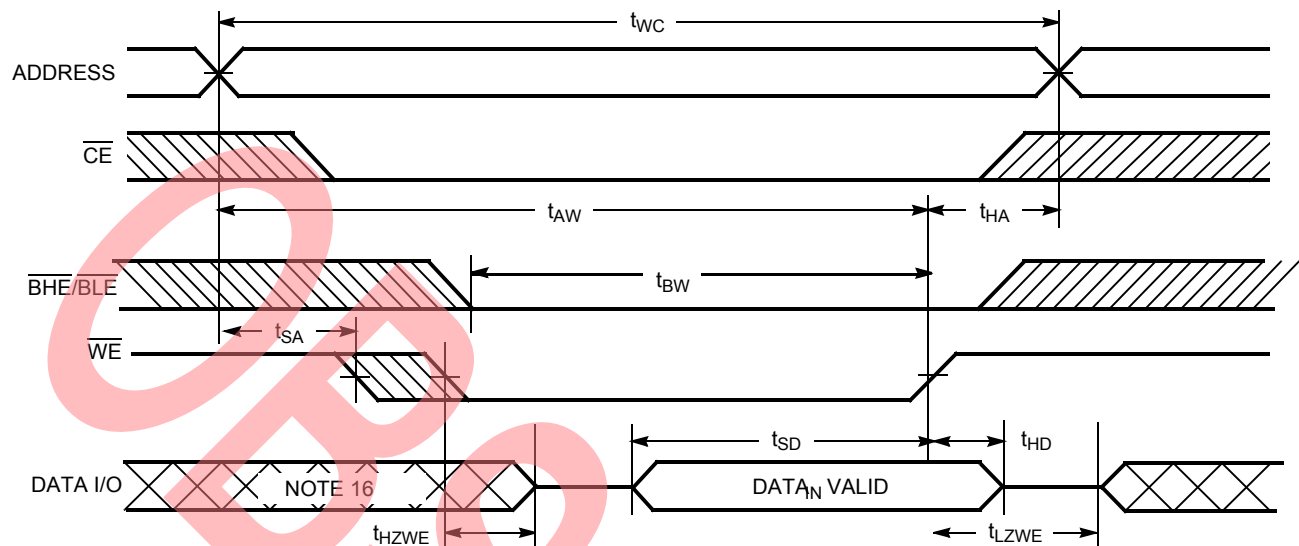 tWC
ADDRESS
CE
tAW
tHA
BHE/BLE
tBW
tSA
WE
tSD
tHD
DATA I/O
NOTE 16
DATAIN VALID
tHZWE
tLZWE